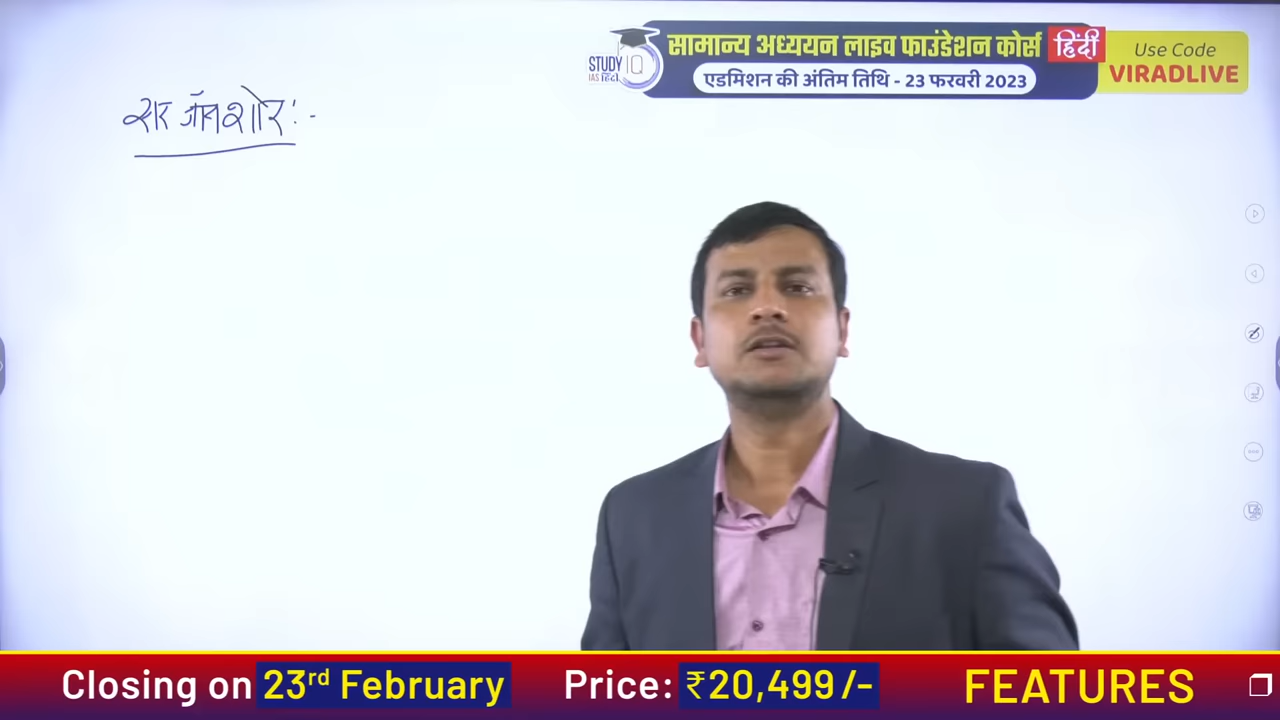 STUDY IQ
IAS हिंदी
सामान्य अध्ययन लाइव फाउंडेशन कोर्स हिंदी
एडमिशन की अंतिम तिथि - 23 फरवरी 2023
Use Code
VIRADLIVE
सर जॉन शोर :-
Closing on 23rd February Price: ₹20,499/- FEATURES